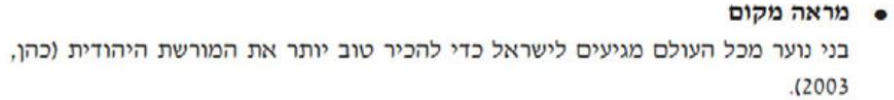 • מראה מקום
בני נוער מכל העולם מגיעים לישראל כדי להכיר טוב יותר את המורשת היהודית (כהן,
2003).